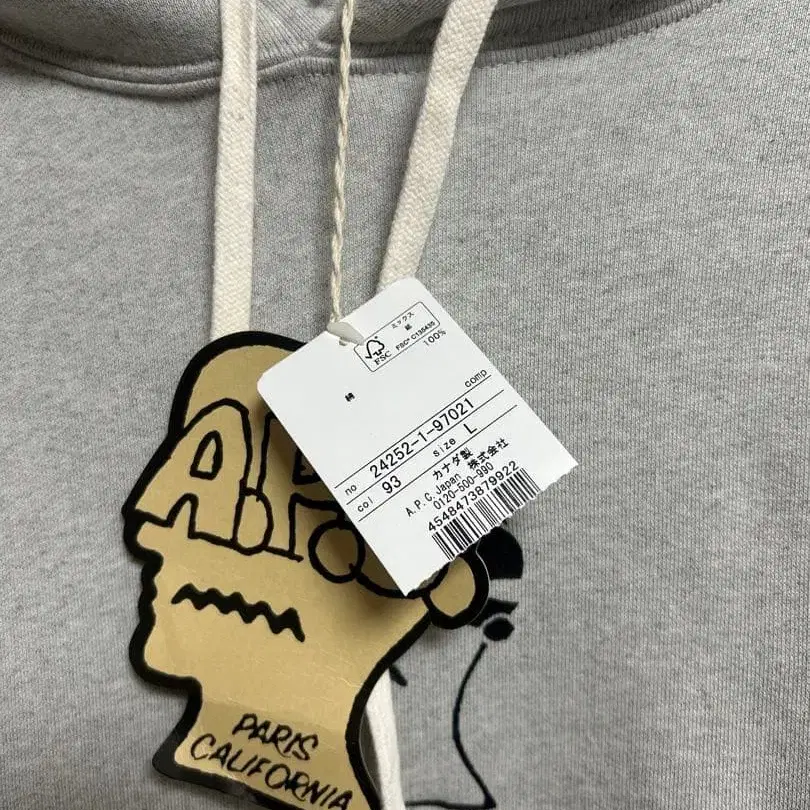 ミックス
紙
FSC
FSC® C135435
綿 100%
comp
no 24252-1-97021
col 93 size L
カナダ製
A.P.C. Japan 株式会社
0120-500-990
4548473879922
A.P.
PARIS
CALIFORNIA